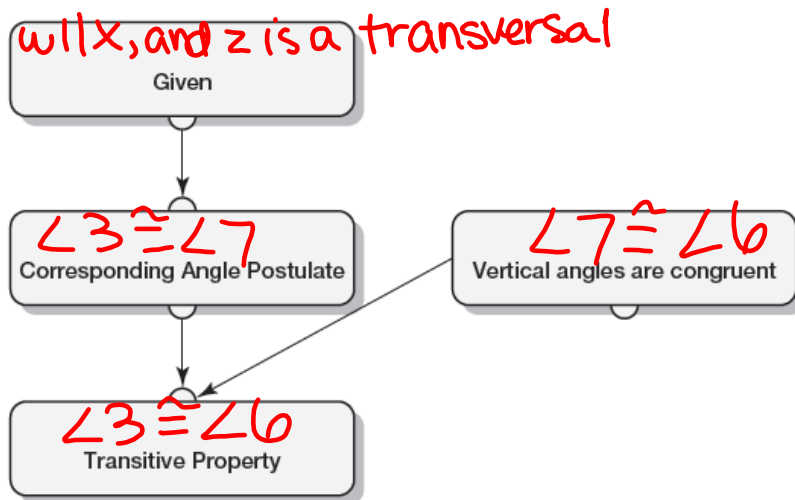 w||x, and z is a transversal
Given
∠3≅∠7
Corresponding Angle Postulate
∠7≅∠6
Vertical angles are congruent
∠3≅∠6
Transitive Property